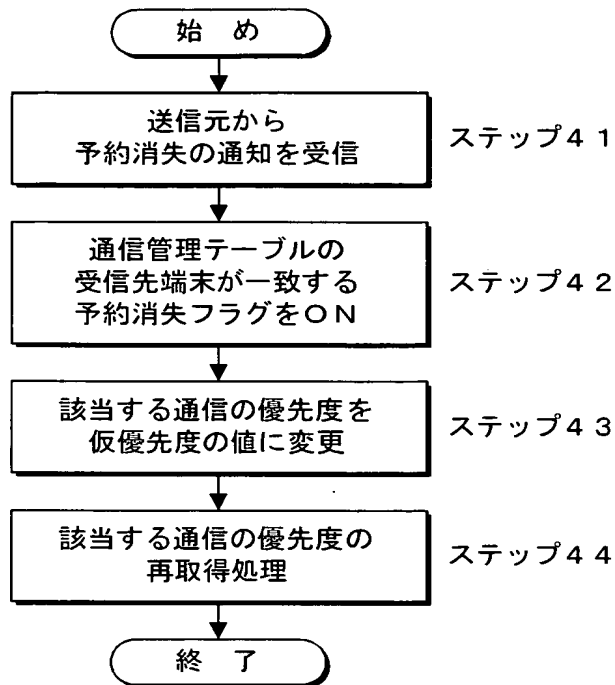 始 め
送信元から
予約消失の通知を受信
ステップ４１
通信管理テーブルの
受信先端末が一致する
予約消失フラグをＯＮ
ステップ４２
該当する通信の優先度を
仮優先度の値に変更
ステップ４３
該当する通信の優先度の
再取得処理
ステップ４４
終 了